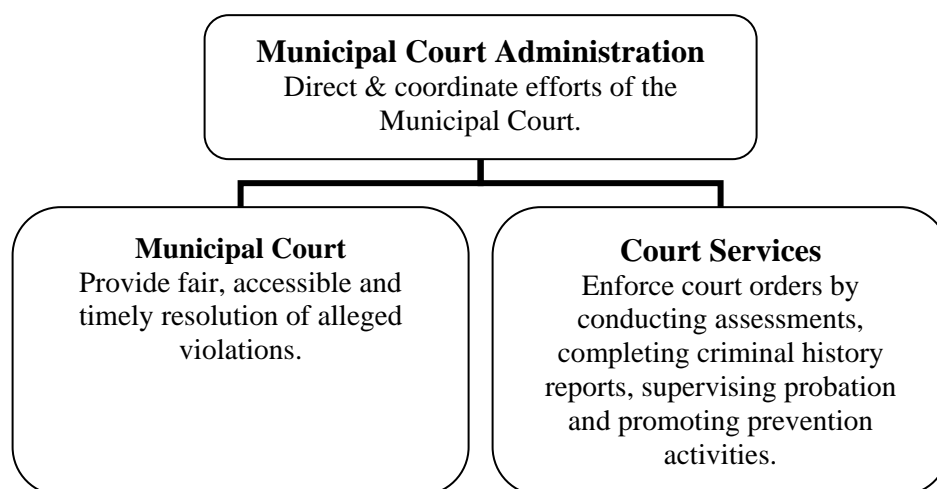 Municipal Court Administration
Direct & coordinate efforts of the
Municipal Court.
Municipal Court
Provide fair, accessible and
timely resolution of alleged
violations.
Court Services
Enforce court orders by
conducting assessments,
completing criminal history
reports, supervising probation
and promoting prevention
activities.